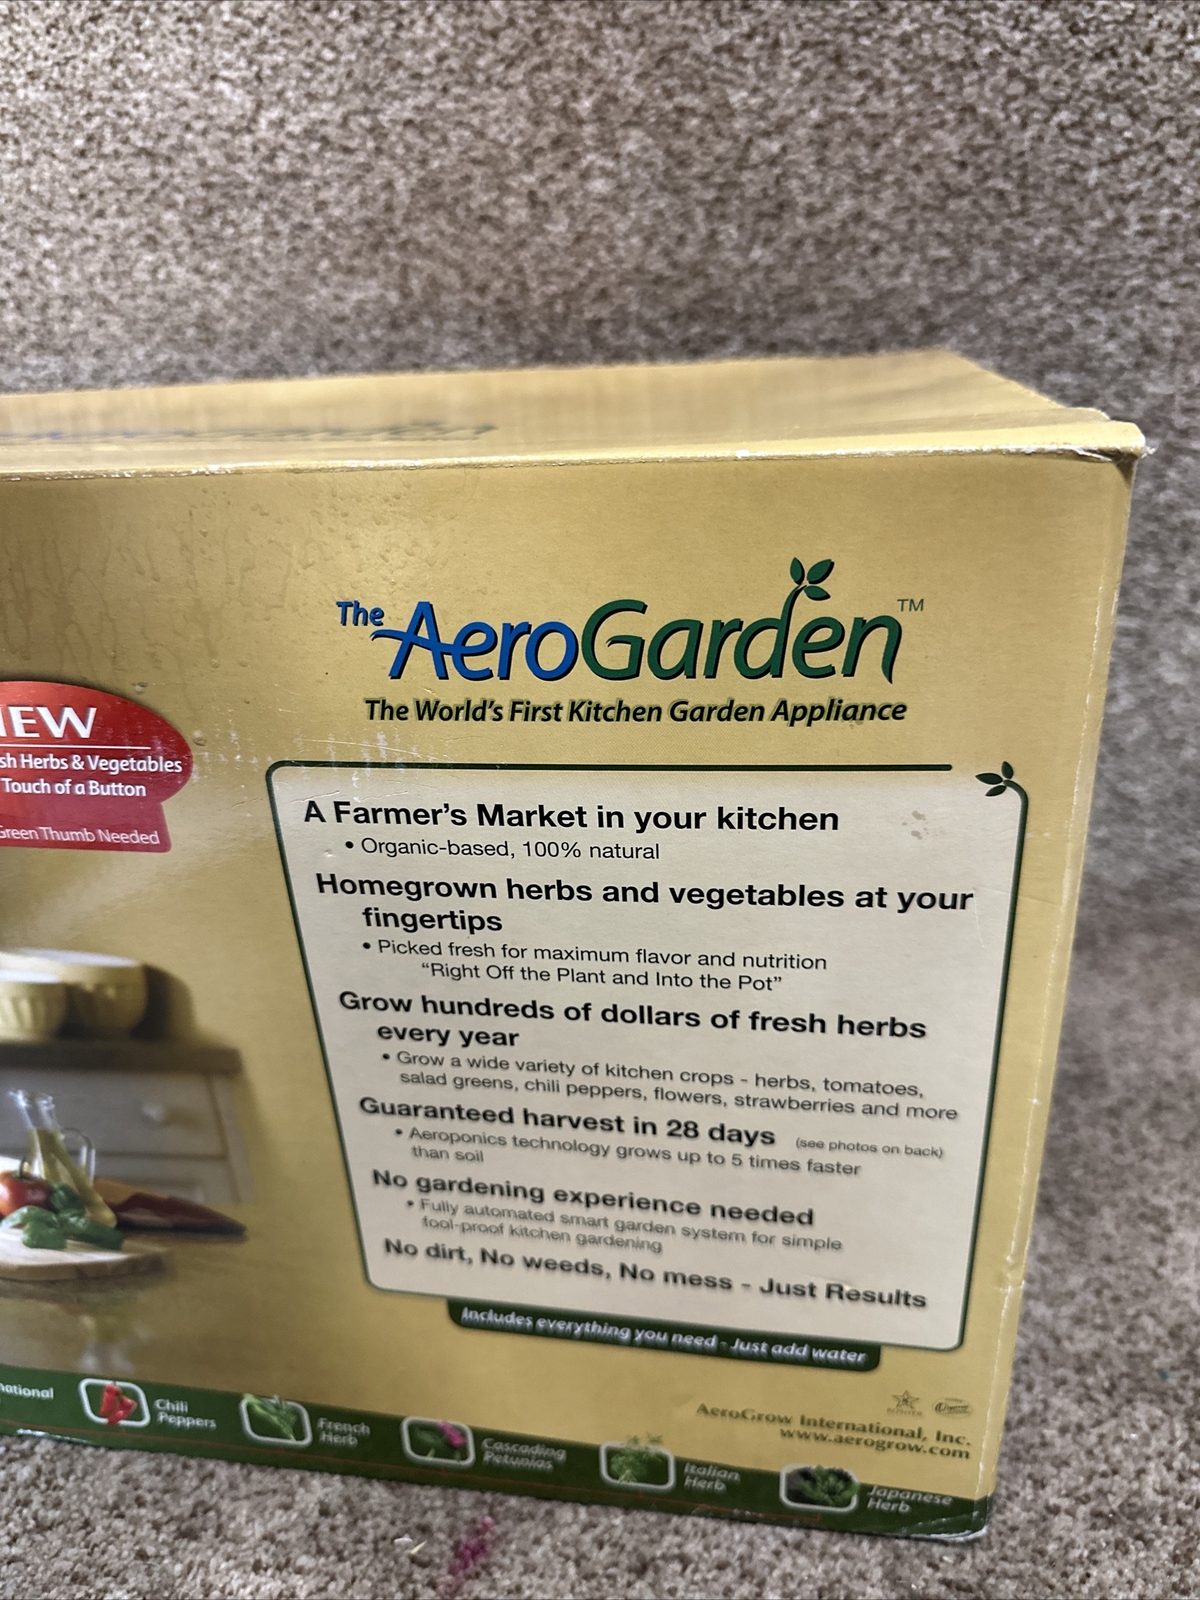 The AeroGarden™
The World's First Kitchen Garden Appliance
EW
sh Herbs & Vegetables
Touch of a Button
Green Thumb Needed
A Farmer's Market in your kitchen
• Organic-based, 100% natural
Homegrown herbs and vegetables at your
fingertips
• Picked fresh for maximum flavor and nutrition
"Right Off the Plant and Into the Pot"
Grow hundreds of dollars of fresh herbs
every year
• Grow a wide variety of kitchen crops - herbs, tomatoes,
salad greens, chili peppers, flowers, strawberries and more
Guaranteed harvest in 28 days (see photos on back)
• Aeroponics technology grows up to 5 times faster
than soil
No gardening experience needed
• Fully automated smart garden system for simple
fool-proof kitchen gardening
No dirt, No weeds, No mess - Just Results
Includes everything you need - Just add water
AeroGrow International, Inc.
www.aerogrow.com
national
Chili
Peppers
French
Herb
Cascading
Petunias
Italian
Herb
Japanese
Herb